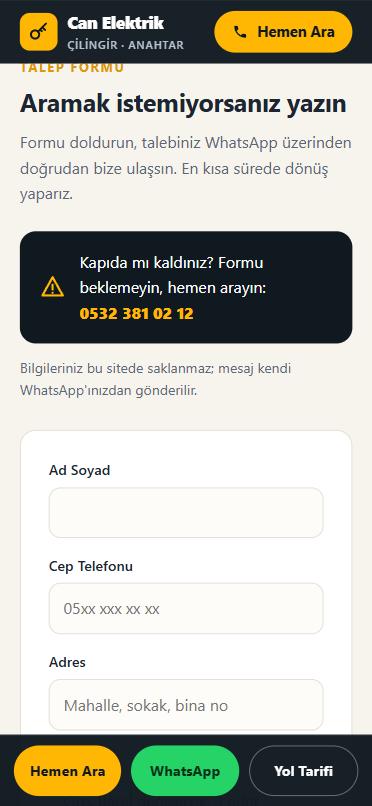 Can Elektrik
ÇİLİNGİR · ANAHTAR
Hemen Ara
TALEP FORMU
Aramak istemiyorsanız yazın
Formu doldurun, talebiniz WhatsApp üzerinden
doğrudan bize ulaşsın. En kısa sürede dönüş
yaparız.
Kapıda mı kaldınız? Formu
beklemeyin, hemen arayın:
0532 381 02 12
Bilgileriniz bu sitede saklanmaz; mesaj kendi
WhatsApp'ınızdan gönderilir.
Ad Soyad
Cep Telefonu
05xx xxx xx xx
Adres
Mahalle, sokak, bina no
Hemen Ara
WhatsApp
Yol Tarifi